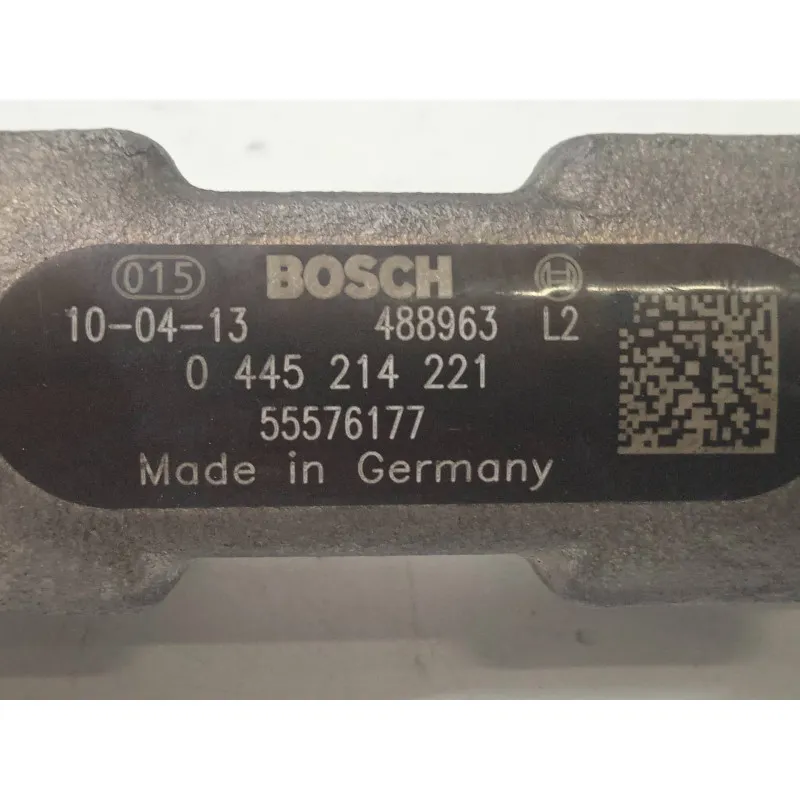 015 BOSCH
10-04-13 488963 L2
0 445 214 221
55576177
Made in Germany